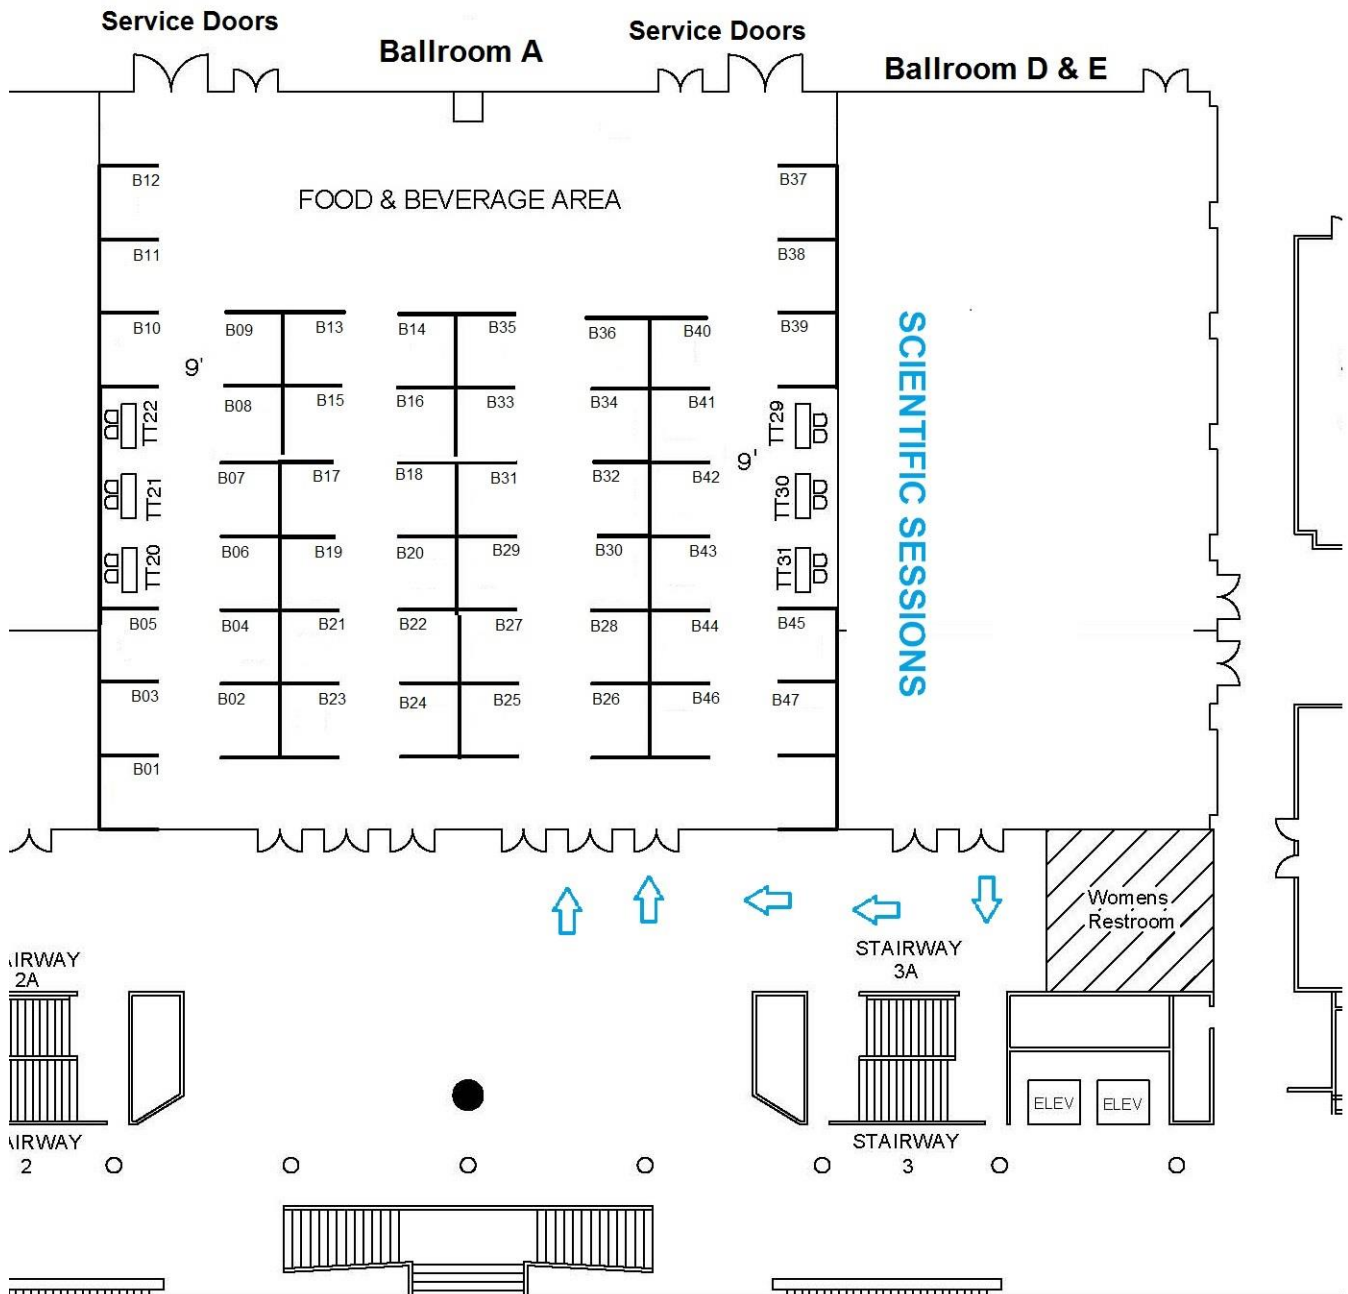 Service Doors
Ballroom A
Service Doors
Ballroom D & E
B12
FOOD & BEVERAGE AREA
B37
B11
B38
B10
B09
B13
B14
B35
B36
B40
B39
9'
B08
B15
B16
B33
B34
B41
TT22
TT29
SCIENTIFIC SESSIONS
9'
B07
B17
B18
B31
B32
B42
TT21
TT30
B06
B19
B20
B29
B30
B43
TT20
TT31
B05
B04
B21
B22
B27
B28
B44
B45
B03
B02
B23
B24
B25
B26
B46
B47
B01
Womens
Restroom
AIRWAY
2A
STAIRWAY
3A
ELEV
ELEV
AIRWAY
2
STAIRWAY
3